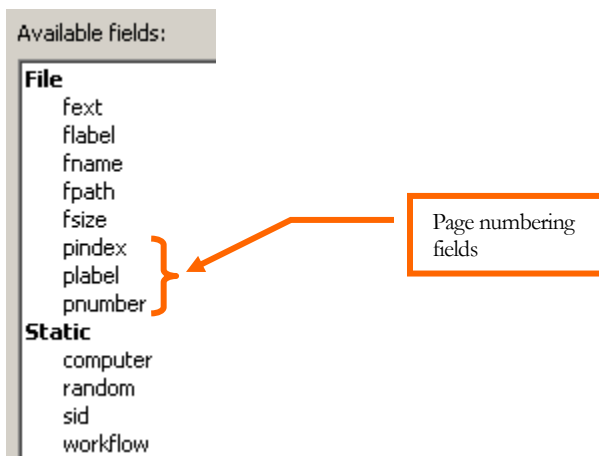 Available fields:
File
fext
flabel
fname
fpath
fsize
pindex
plabel
pnumber
Static
computer
random
sid
workflow
Page numbering
fields